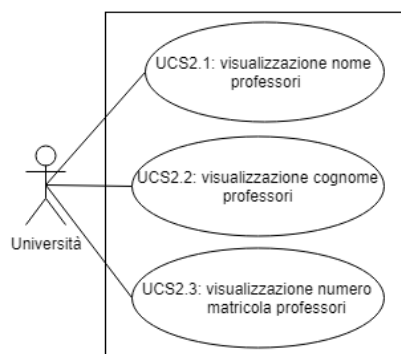 UCS2.1: visualizzazione nome
professori
UCS2.2: visualizzazione cognome
professori
Università
UCS2.3: visualizzazione numero
matricola professori